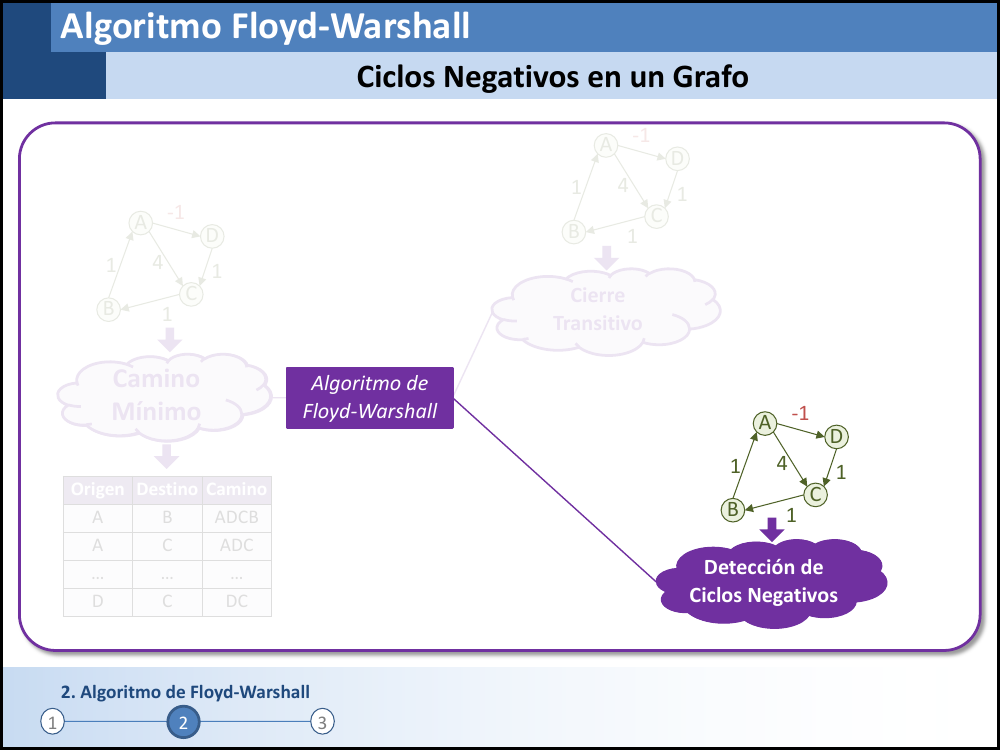 Algoritmo Floyd-Warshall
Ciclos Negativos en un Grafo
A
-1
D
1
4
1
C
B
1
Cierre
Transitivo
A
-1
D
1
4
1
C
B
1
Camino
Mínimo
Algoritmo de
Floyd-Warshall
Origen Destino Camino
A B ADCB
A C ADC
... ... ...
D C DC
A
-1
D
1
4
1
C
B
1
Detección de
Ciclos Negativos
2. Algoritmo de Floyd-Warshall
1 2 3